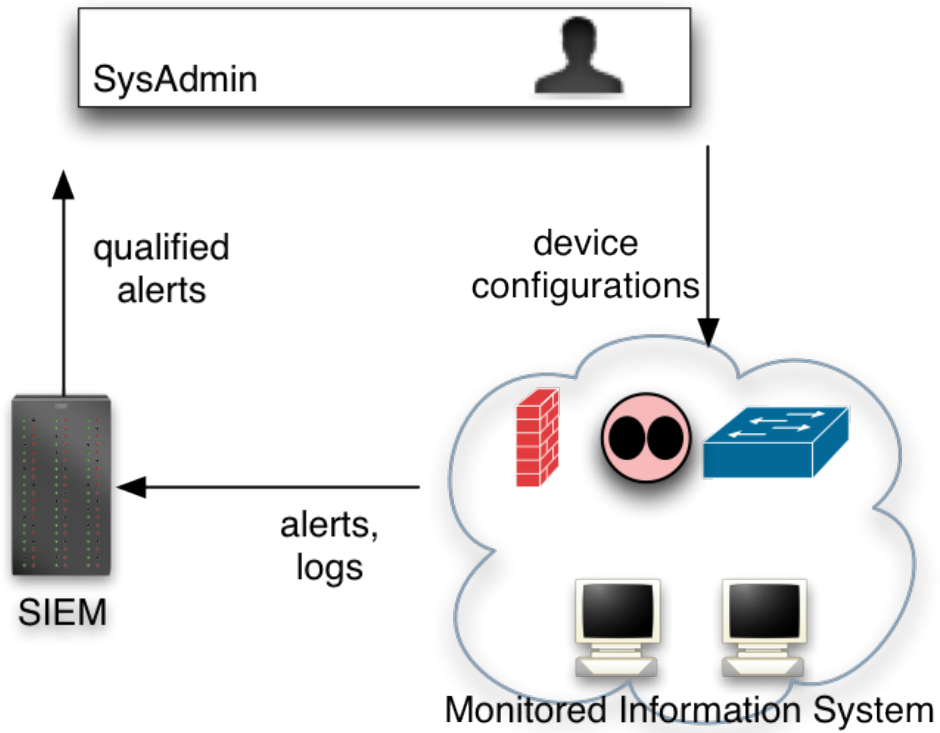 SysAdmin
qualified
alerts
device
configurations
alerts,
logs
SIEM
Monitored Information System